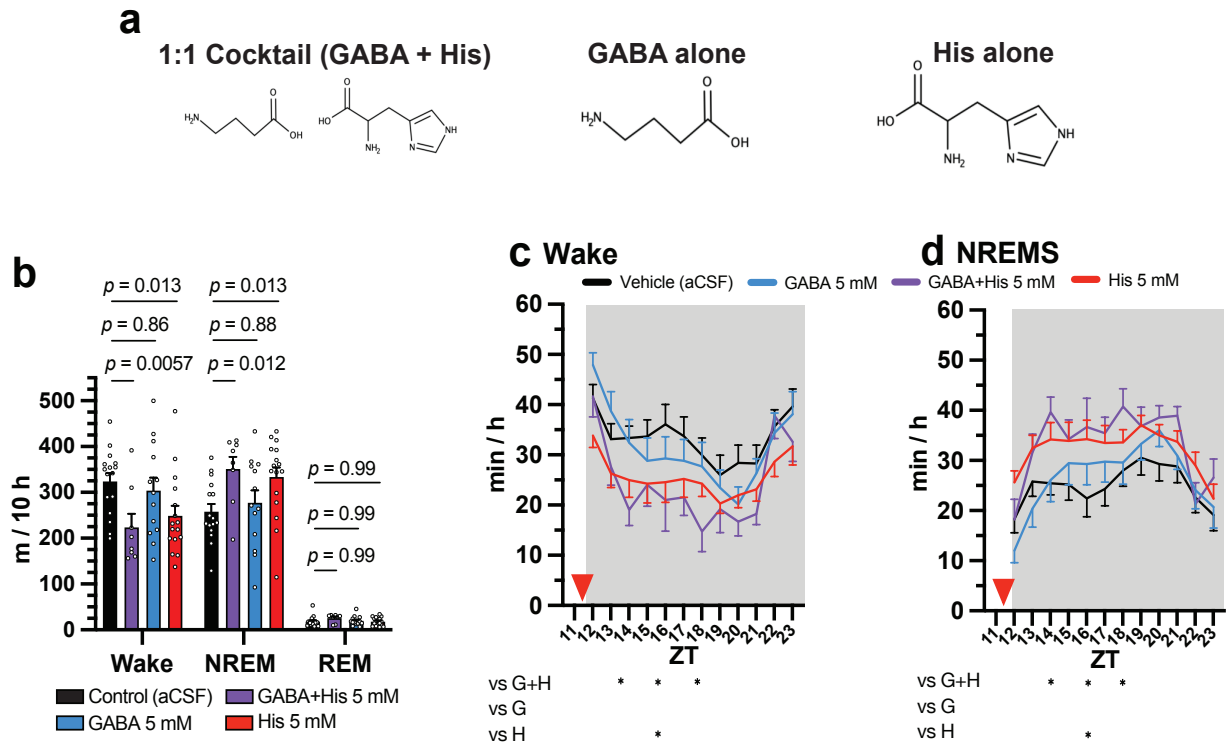 a
1:1 Cocktail (GABA + His)
GABA alone
His alone
H₂N
O
OH
O
HO
NH₂
N
NH
H₂N
O
OH
O
HO
NH₂
N
NH
b
p = 0.013
p = 0.86
p = 0.0057
p = 0.013
p = 0.88
p = 0.012
p = 0.99
p = 0.99
p = 0.99
m / 10 h
500
400
300
200
100
0
Wake
NREM
REM
Control (aCSF)
GABA+His 5 mM
GABA 5 mM
His 5 mM
c Wake
d NREMS
Vehicle (aCSF)
GABA 5 mM
GABA+His 5 mM
His 5 mM
min / h
60
50
40
30
20
10
0
11 12 13 14 15 16 17 18 19 20 21 22 23
ZT
vs G+H * * *
vs G
vs H *
min / h
60
50
40
30
20
10
0
11 12 13 14 15 16 17 18 19 20 21 22 23
ZT
vs G+H * * *
vs G
vs H *